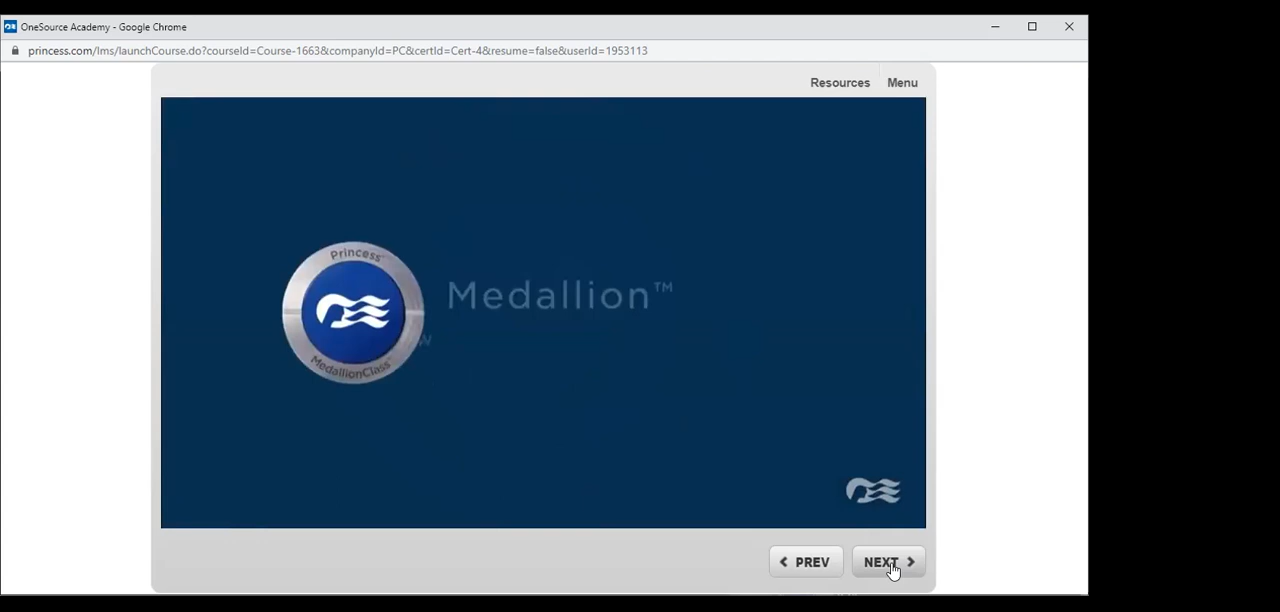 OneSource Academy - Google Chrome
princess.com/lms/launchCourse.do?courseId=Course-1663&companyId=PC&certId=Cert-4&resume=false&userId=1953113
Resources Menu
Princess
MedallionClass™
Medallion™
PREV NEXT